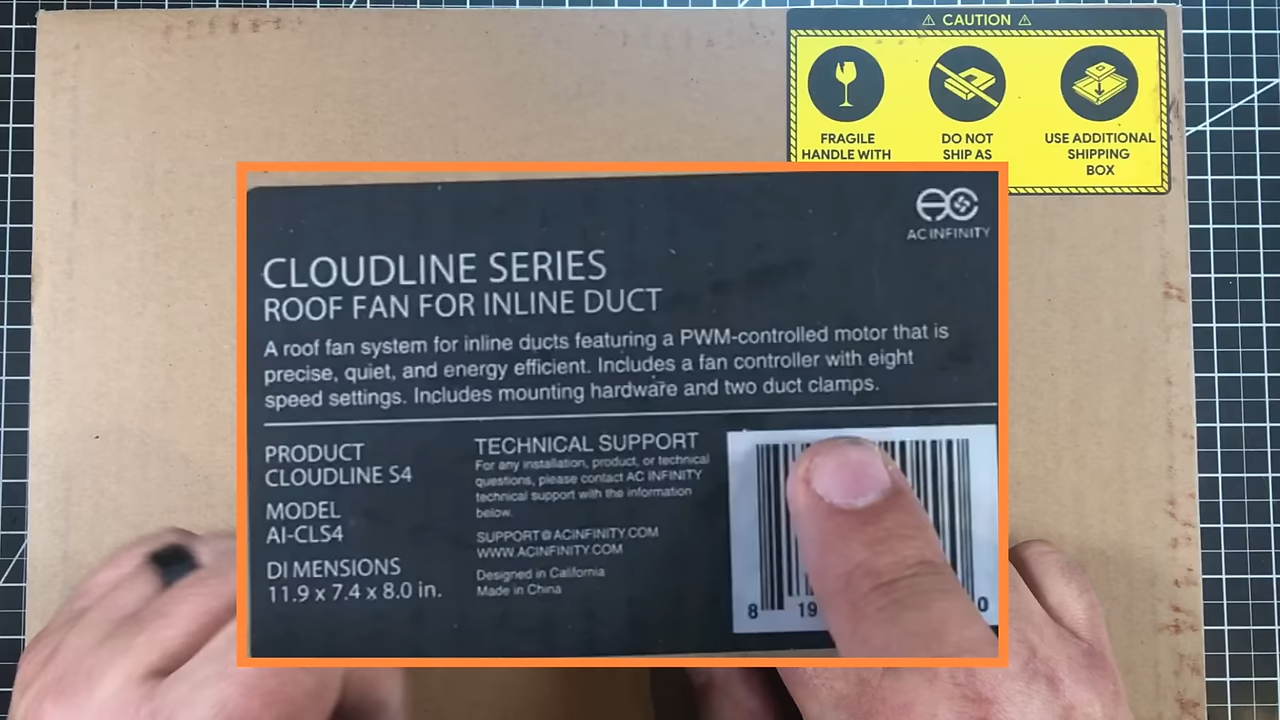 ⚠ CAUTION ⚠
FRAGILE
HANDLE WITH
DO NOT
SHIP AS
USE ADDITIONAL
SHIPPING
BOX
AC INFINITY
CLOUDLINE SERIES
ROOF FAN FOR INLINE DUCT
A roof fan system for inline ducts featuring a PWM-controlled motor that is
precise, quiet, and energy efficient. Includes a fan controller with eight
speed settings. Includes mounting hardware and two duct clamps.
PRODUCT
CLOUDLINE S4
MODEL
AI-CLS4
DIMENSIONS
11.9 x 7.4 x 8.0 in.
TECHNICAL SUPPORT
For any installation, product, or technical
questions, please contact AC INFINITY
technical support with the information
below.
SUPPORT@ACINFINITY.COM
WWW.ACINFINITY.COM
Designed in California
Made in China
8 19 0